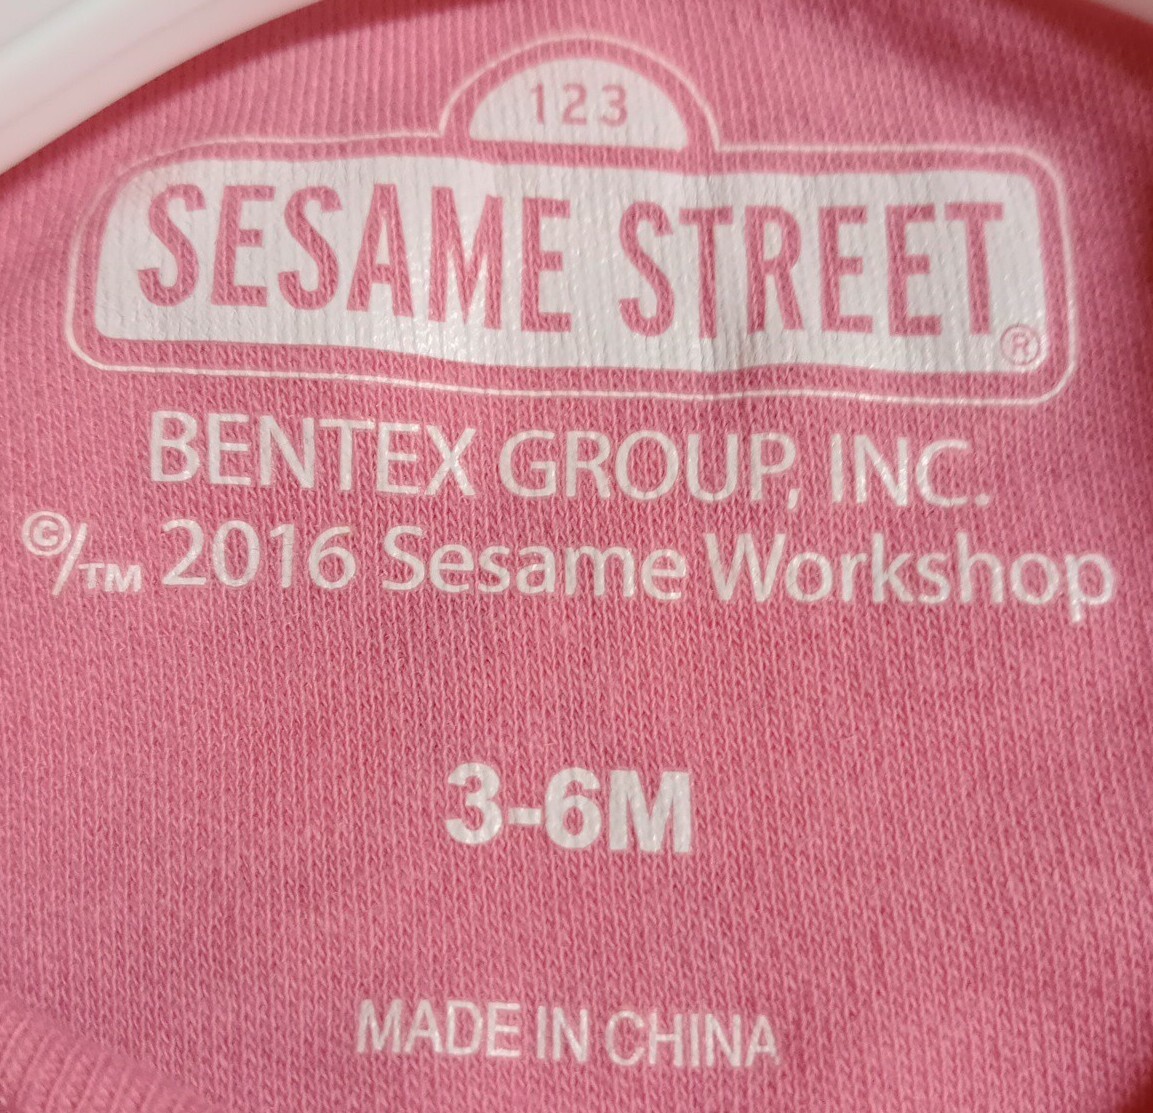 123
SESAME STREET®
BENTEX GROUP, INC.
©/™ 2016 Sesame Workshop
3-6M
MADE IN CHINA